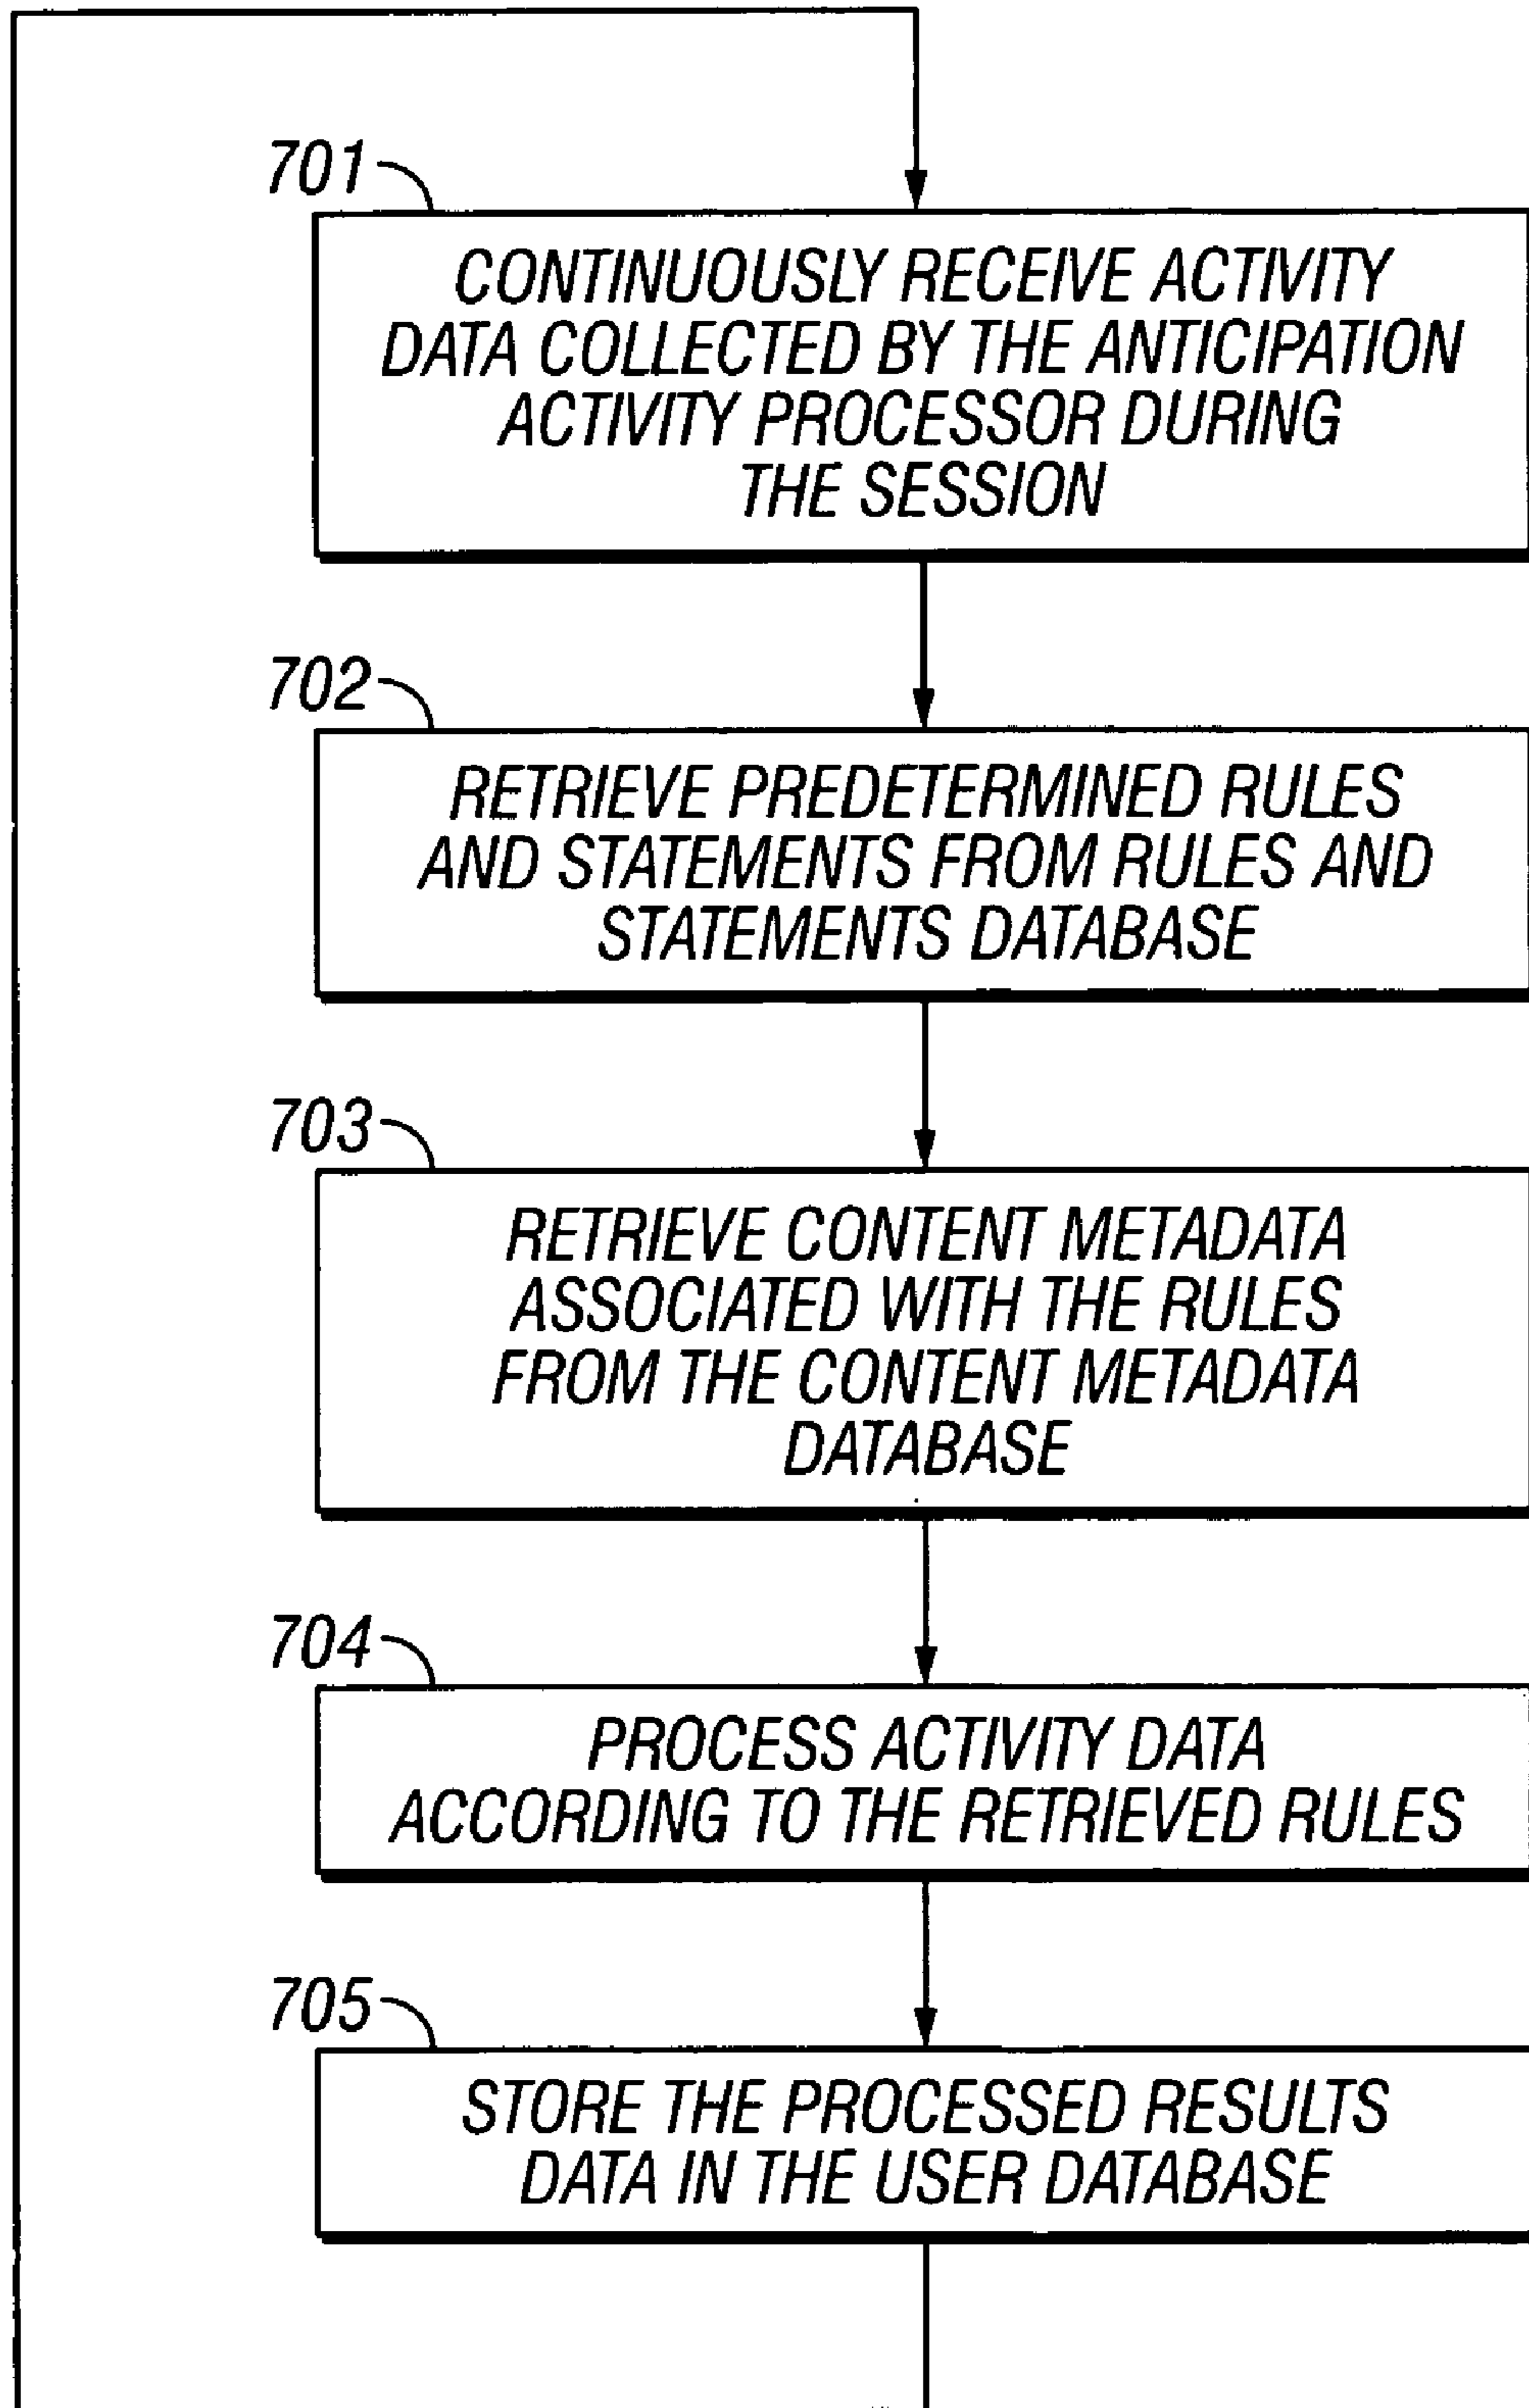 701
CONTINUOUSLY RECEIVE ACTIVITY
DATA COLLECTED BY THE ANTICIPATION
ACTIVITY PROCESSOR DURING
THE SESSION
702
RETRIEVE PREDETERMINED RULES
AND STATEMENTS FROM RULES AND
STATEMENTS DATABASE
703
RETRIEVE CONTENT METADATA
ASSOCIATED WITH THE RULES
FROM THE CONTENT METADATA
DATABASE
704
PROCESS ACTIVITY DATA
ACCORDING TO THE RETRIEVED RULES
705
STORE THE PROCESSED RESULTS
DATA IN THE USER DATABASE